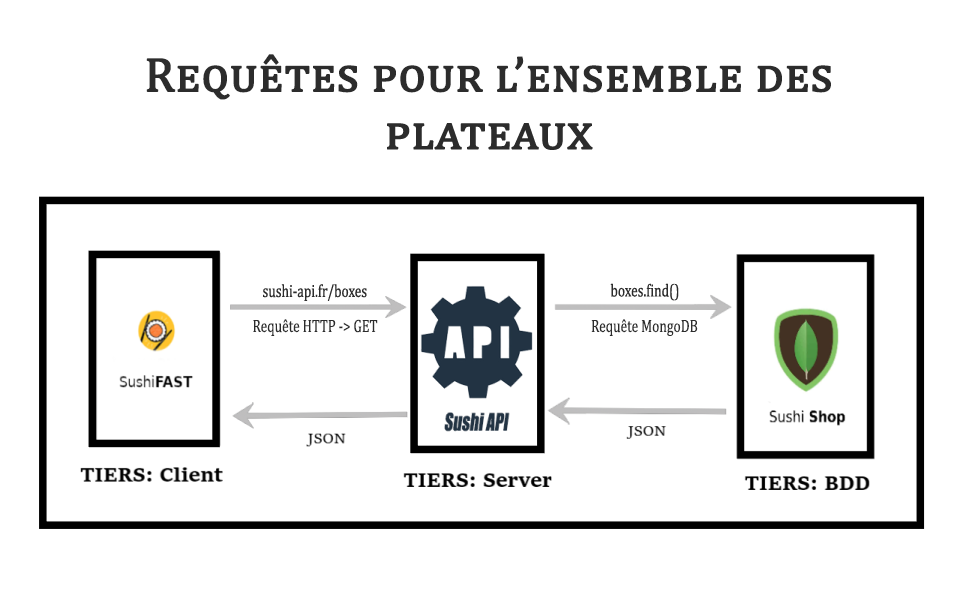 Requêtes pour l’ensemble des
plateaux
sushi-api.fr/boxes
Requête HTTP -> GET
boxes.find()
Requête MongoDB
API
SushiFAST
Sushi API
Sushi Shop
JSON
JSON
TIERS: Client
TIERS: Server
TIERS: BDD